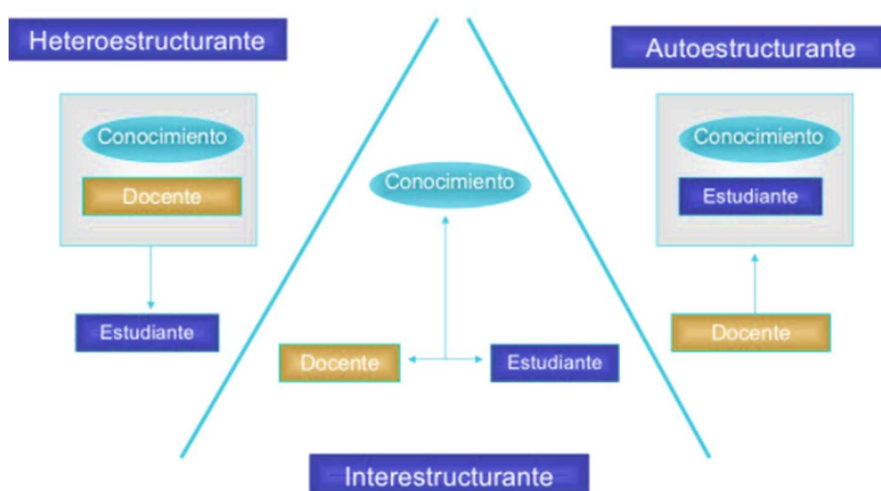 Heteroestructurante
Conocimiento
Docente
Estudiante
Conocimiento
Docente
Estudiante
Interestructurante
Autoestructurante
Conocimiento
Estudiante
Docente